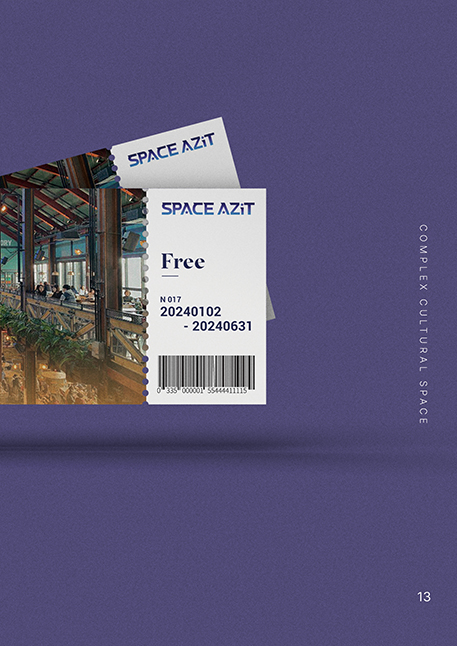 SPACE AZiT
SPACE AZiT
Free
N 017
20240102
- 20240631
0 335 000001 55444411115
COMPLEX CULTURAL SPACE
13